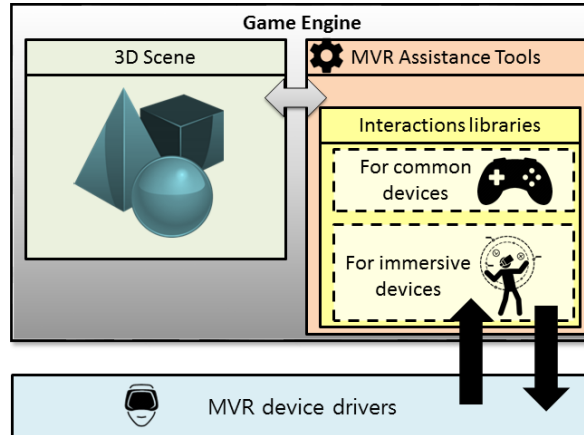 Game Engine
3D Scene
MVR Assistance Tools
Interactions libraries
For common
devices
For immersive
devices
MVR device drivers